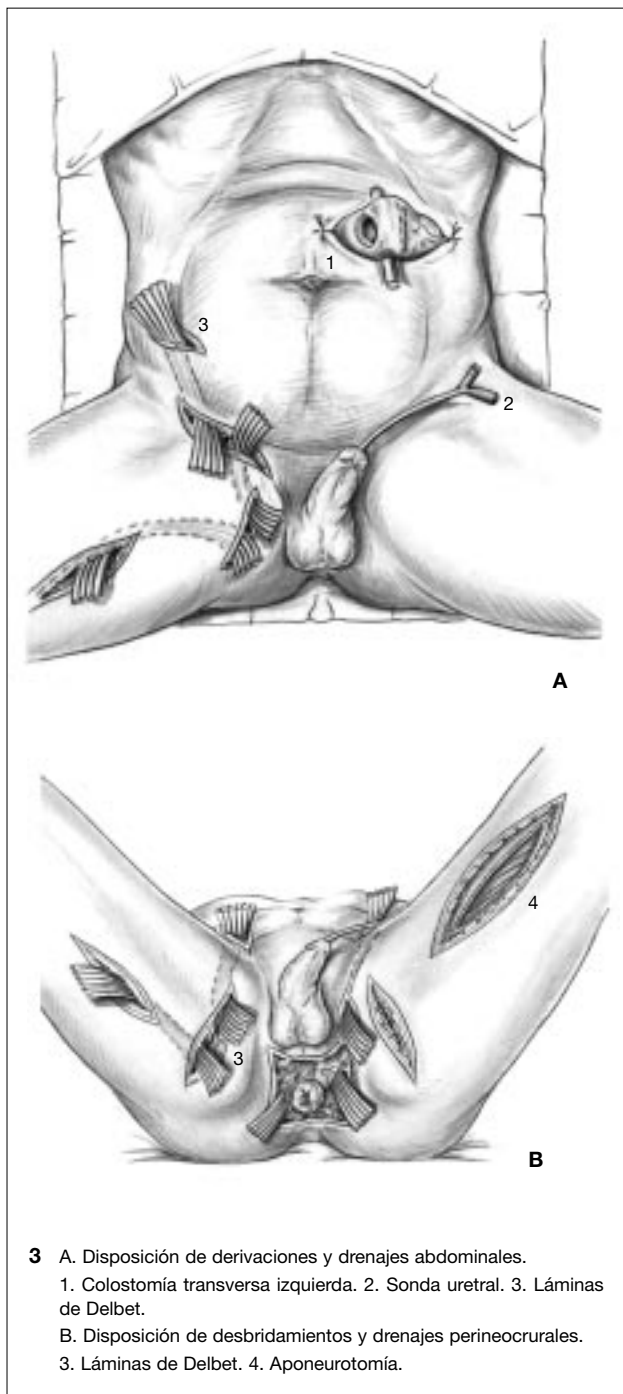 1
3
2
A
4
3
B
3 A. Disposición de derivaciones y drenajes abdominales.
1. Colostomía transversa izquierda. 2. Sonda uretral. 3. Láminas
de Delbet.
B. Disposición de desbridamientos y drenajes perineocrurales.
3. Láminas de Delbet. 4. Aponeurotomía.